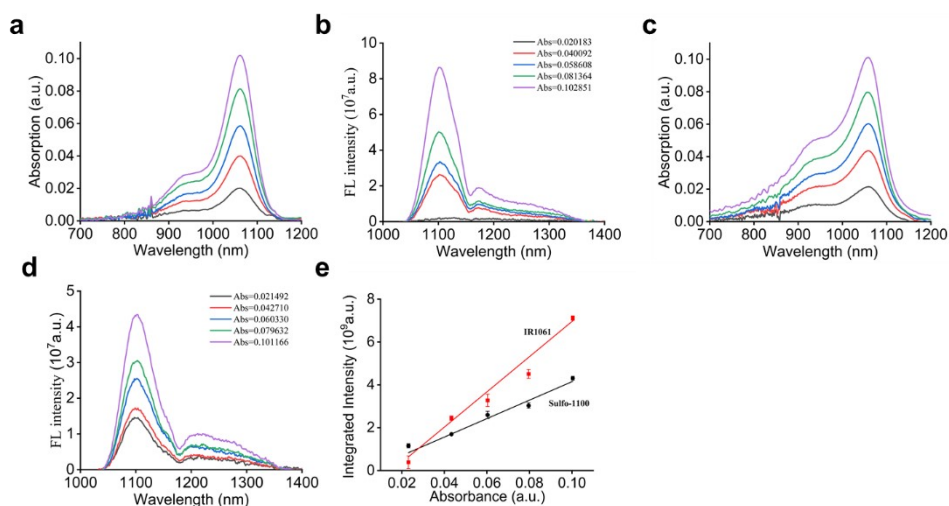 a
Absorption (a.u.)
0.10
0.08
0.06
0.04
0.02
0.00
700 800 900 1000 1100 1200
Wavelength (nm)
b
FL intensity (10⁷a.u.)
10
8
6
4
2
0
1000 1100 1200 1300 1400
Wavelength (nm)
Abs=0.020183
Abs=0.040092
Abs=0.058608
Abs=0.081364
Abs=0.102851
c
Absorption (a.u.)
0.10
0.08
0.06
0.04
0.02
0.00
700 800 900 1000 1100 1200
Wavelength (nm)
d
FL intensity (10⁷a.u.)
5
4
3
2
1
0
1000 1100 1200 1300 1400
Wavelength (nm)
Abs=0.021492
Abs=0.042710
Abs=0.060330
Abs=0.079632
Abs=0.101166
e
Integrated Intensity (10⁹a.u.)
8
6
4
2
0
0.02 0.04 0.06 0.08 0.10
Absorbance (a.u.)
IR1061
Sulfo-1100